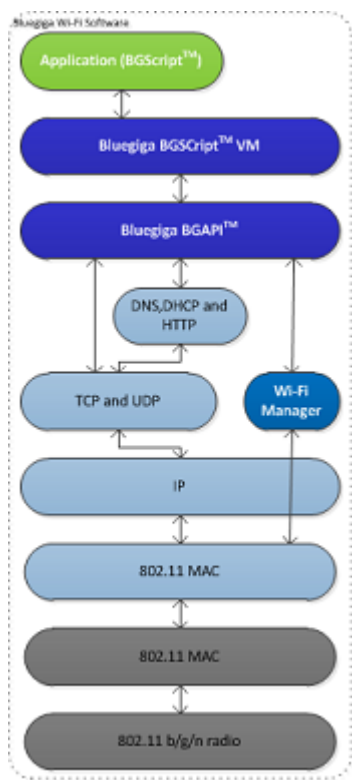 Bluegiga Wi-Fi Software
Application (BGScript™)
Bluegiga BGSCript™ VM
Bluegiga BGAPI™
DNS,DHCP and
HTTP
TCP and UDP
Wi-Fi
Manager
IP
802.11 MAC
802.11 MAC
802.11 b/g/n radio